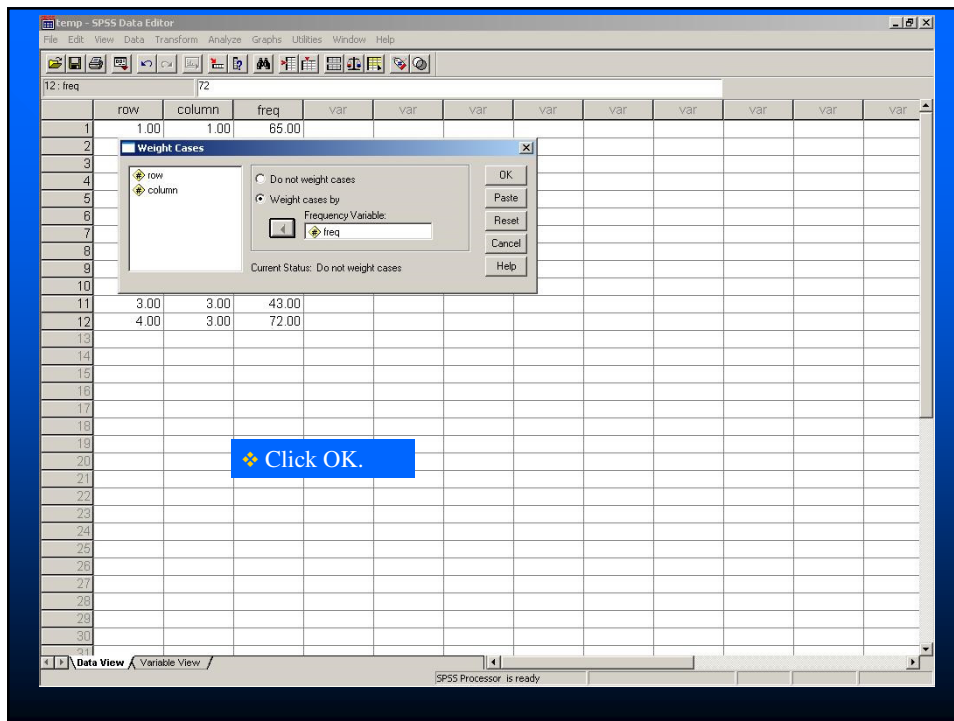 temp - SPSS Data Editor
File Edit View Data Transform Analyze Graphs Utilities Window Help
12 : freq 72
row column freq var var var var var var var var var
1 1.00 1.00 65.00
2
3
4
5
6
7
8
9
10
Weight Cases
row
column
Do not weight cases
Weight cases by
Frequency Variable:
freq
Current Status: Do not weight cases
OK
Paste
Reset
Cancel
Help
11 3.00 3.00 43.00
12 4.00 3.00 72.00
13
14
15
16
17
18
19
20
❖ Click OK.
21
22
23
24
25
26
27
28
29
30
31
Data View Variable View
SPSS Processor is ready